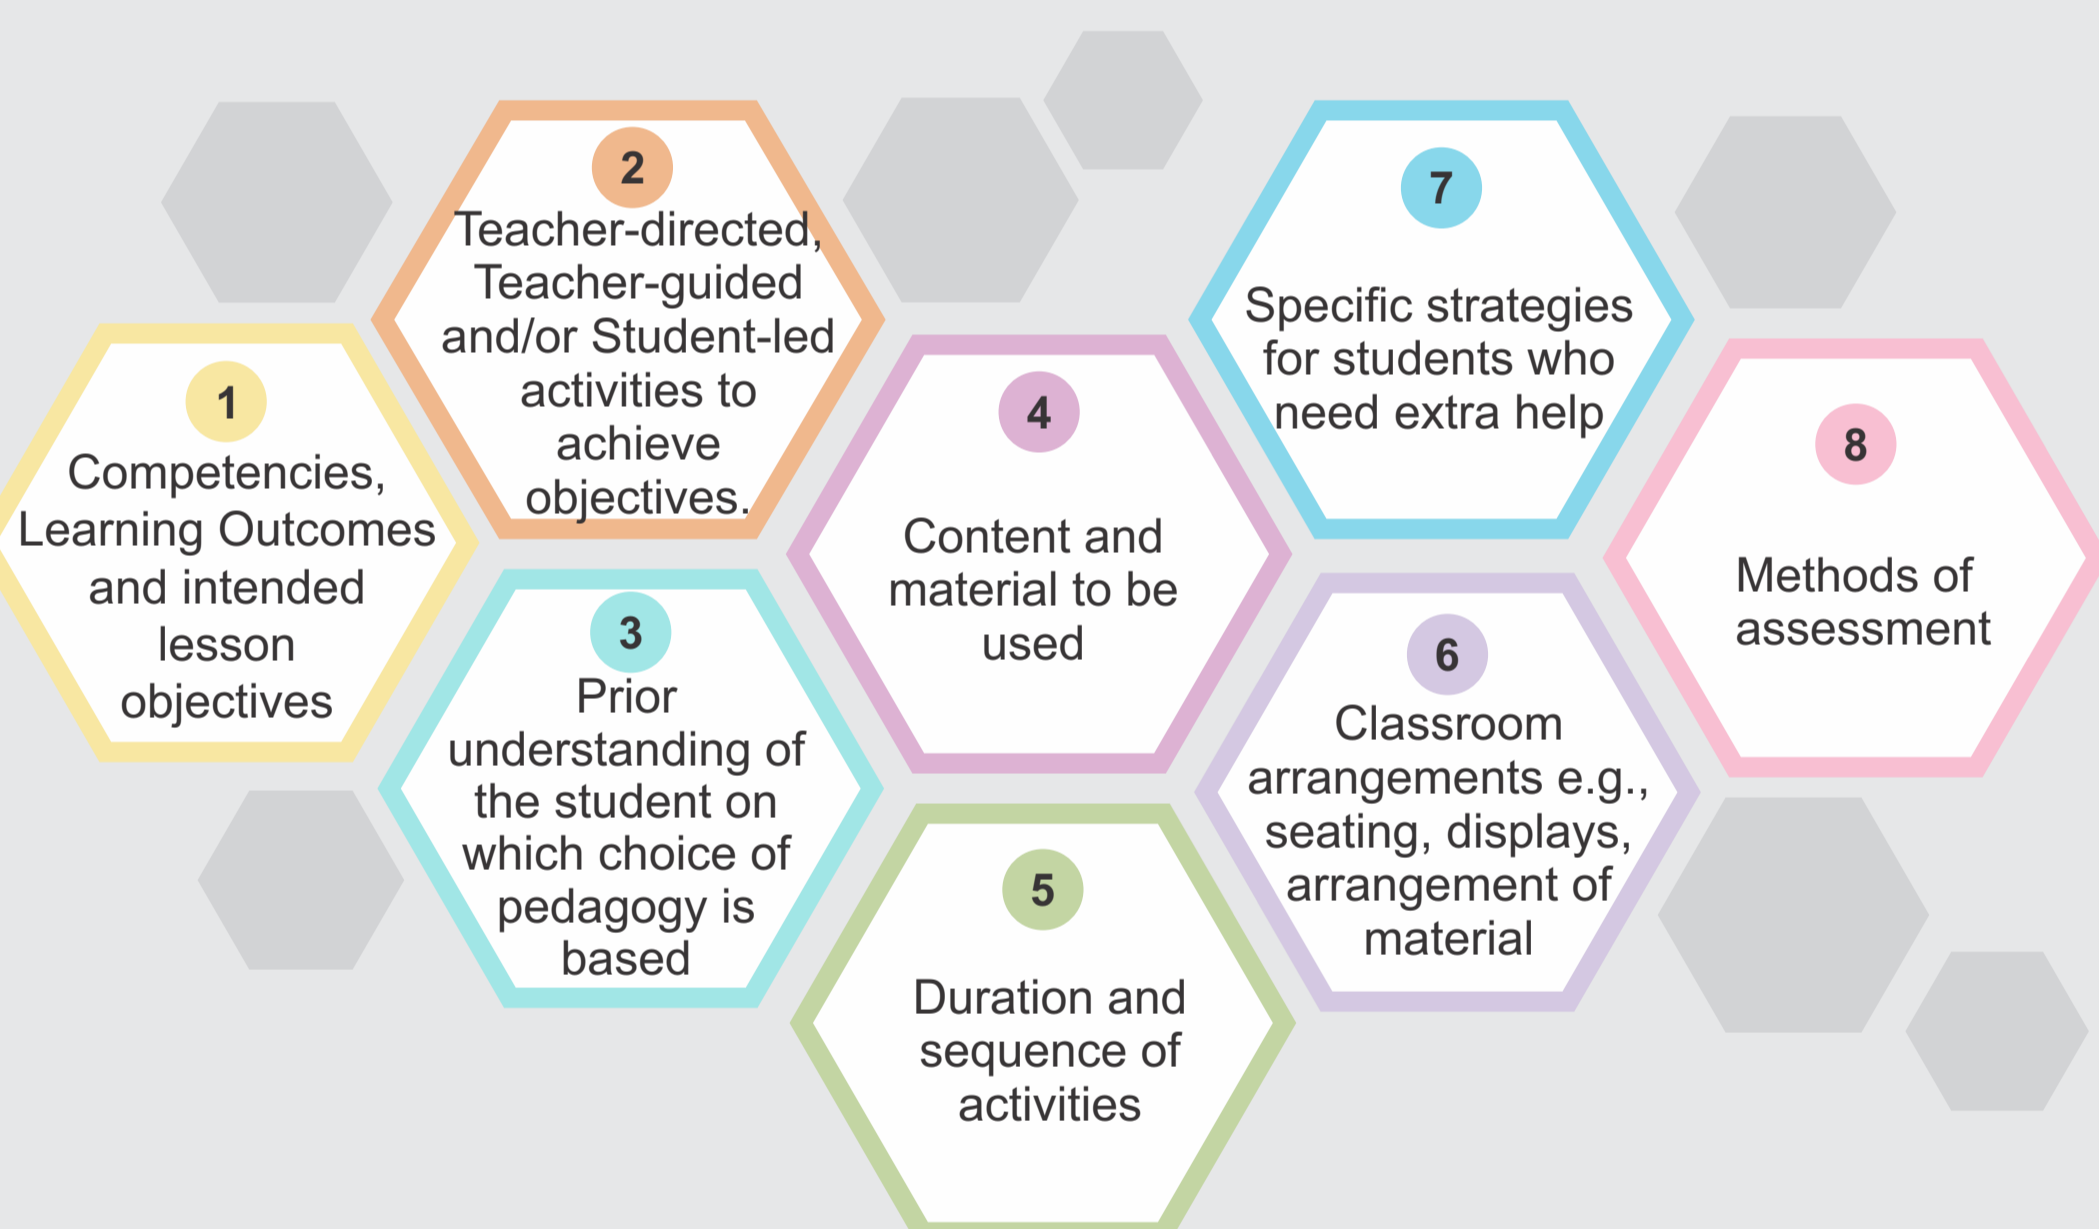 1
Competencies,
Learning Outcomes
and intended
lesson
objectives
2
Teacher-directed,
Teacher-guided
and/or Student-led
activities to
achieve
objectives.
3
Prior
understanding of
the student on
which choice of
pedagogy is
based
4
Content and
material to be
used
5
Duration and
sequence of
activities
6
Classroom
arrangements e.g.,
seating, displays,
arrangement of
material
7
Specific strategies
for students who
need extra help
8
Methods of
assessment